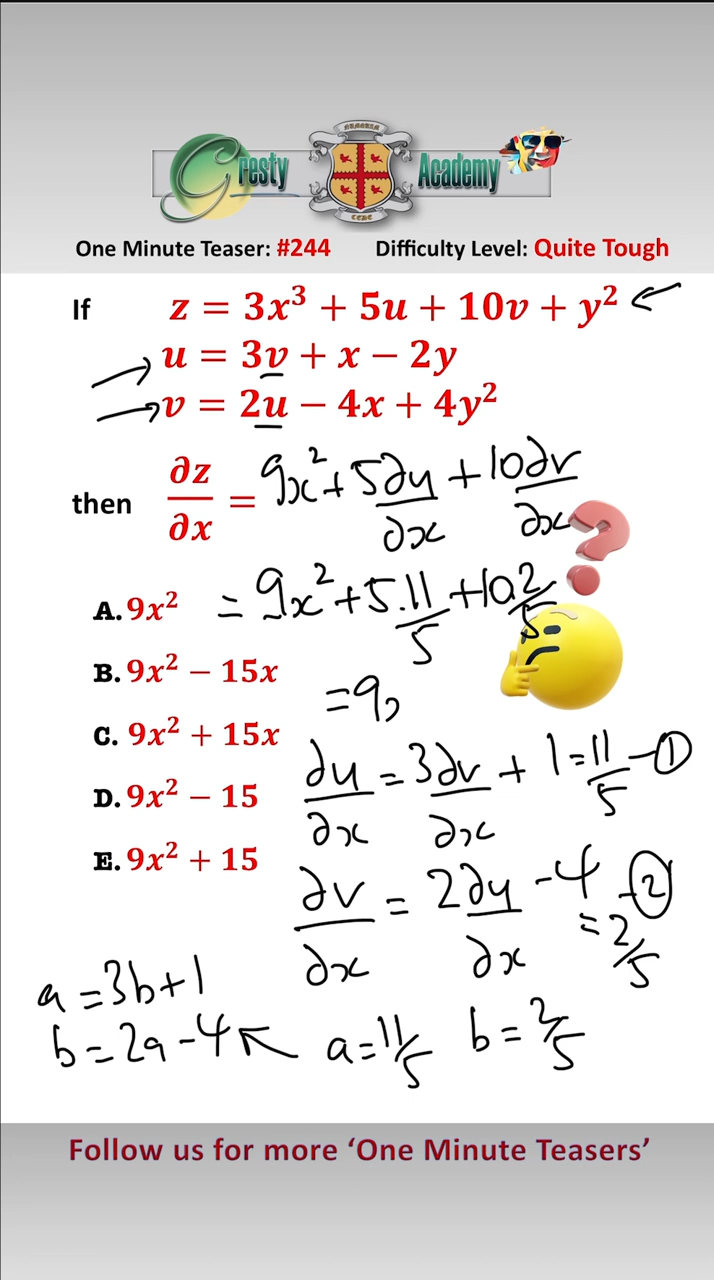 MEMORIAM
Gresty Academy
CEDE
One Minute Teaser: #244 Difficulty Level: Quite Tough
If z = 3x³ + 5u + 10v + y² ←
→ u = 3v + x − 2y
→ v = 2u − 4x + 4y²
then ∂z/∂x = 9x² + 5∂u/∂x + 10∂v/∂x
?
A. 9x² = 9x² + 5.11/5 + 10.2/5
B. 9x² − 15x
= 9
C. 9x² + 15x
∂u/∂x = 3∂v/∂x + 1 = 11/5 − ①
D. 9x² − 15
E. 9x² + 15
∂v/∂x = 2∂u/∂x − 4 − ②
= 2/5
a = 3b + 1
b = 2a − 4 ← a = 11/5 b = 2/5
Follow us for more ‘One Minute Teasers’